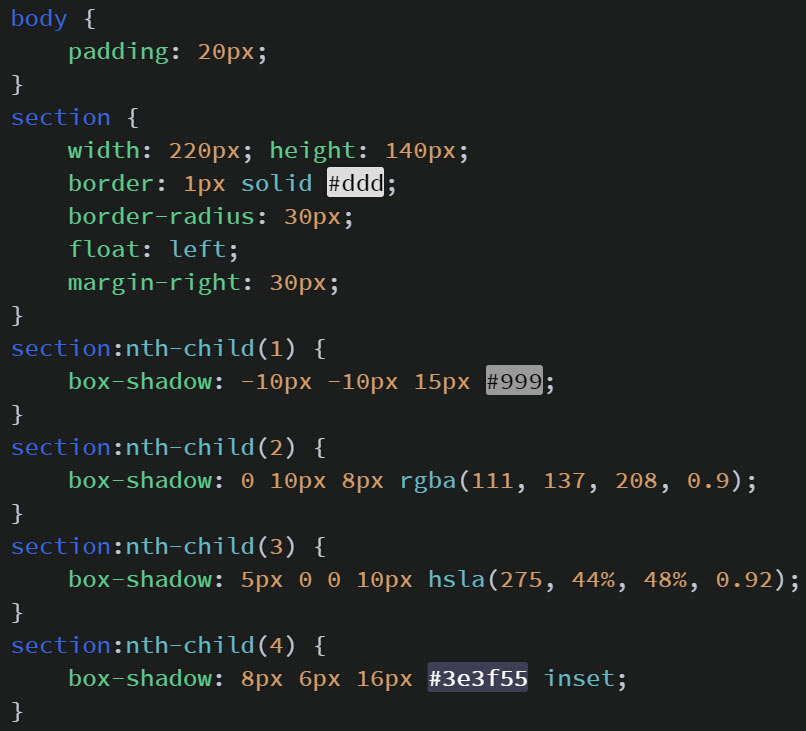 body {
    padding: 20px;
}
section {
    width: 220px; height: 140px;
    border: 1px solid #ddd;
    border-radius: 30px;
    float: left;
    margin-right: 30px;
}
section:nth-child(1) {
    box-shadow: -10px -10px 15px #999;
}
section:nth-child(2) {
    box-shadow: 0 10px 8px rgba(111, 137, 208, 0.9);
}
section:nth-child(3) {
    box-shadow: 5px 0 0 10px hsla(275, 44%, 48%, 0.92);
}
section:nth-child(4) {
    box-shadow: 8px 6px 16px #3e3f55 inset;
}